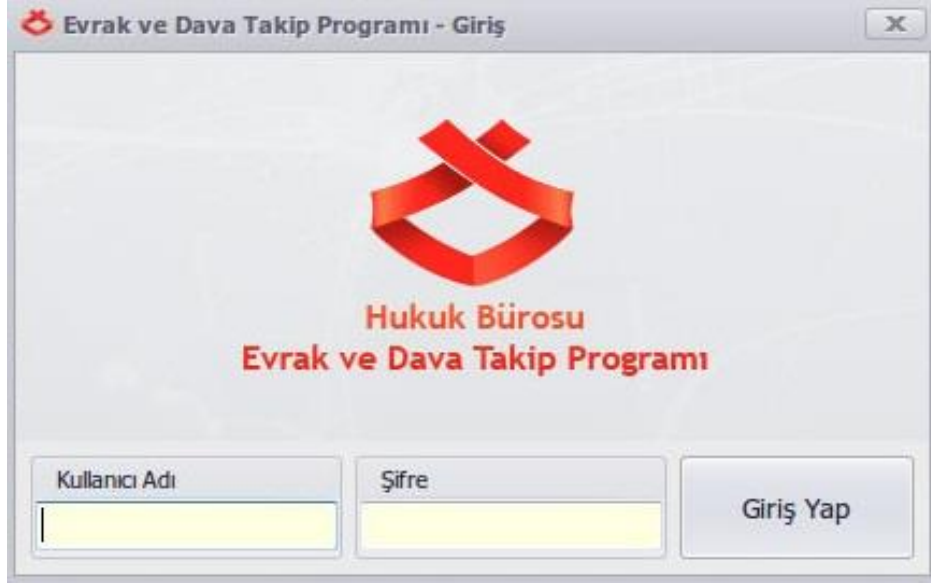 Evrak ve Dava Takip Programı - Giriş
Hukuk Bürosu
Evrak ve Dava Takip Programı
Kullanıcı Adı
Şifre
Giriş Yap